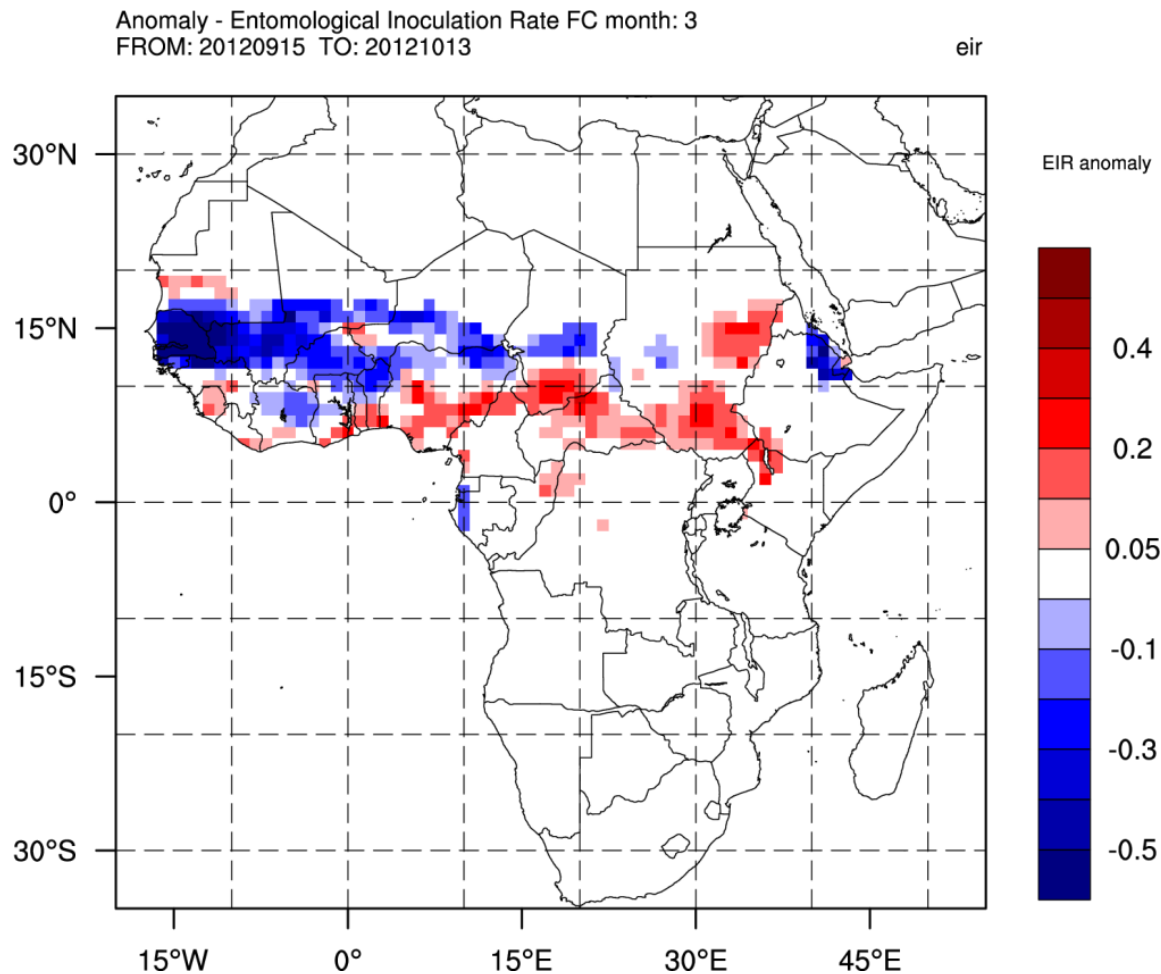 Anomaly - Entomological Inoculation Rate FC month: 3
FROM: 20120915  TO: 20121013
eir
30°N
15°N
0°
15°S
30°S
15°W
0°
15°E
30°E
45°E
EIR anomaly
0.4
0.2
0.05
-0.1
-0.3
-0.5